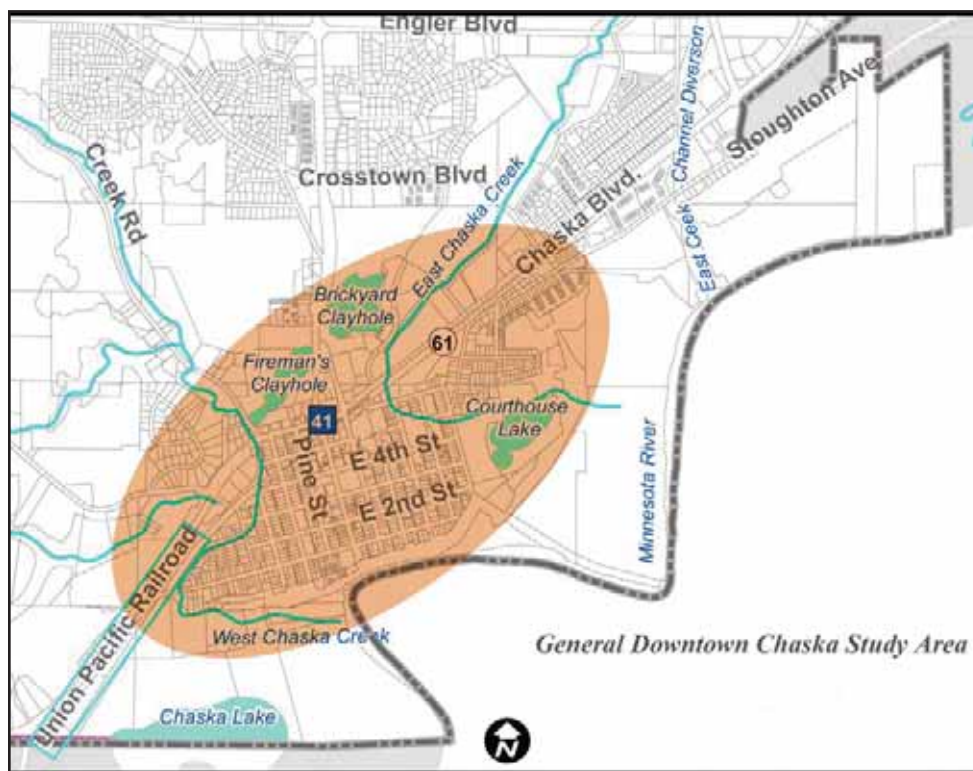 Engler Blvd
Stoughton Ave
East Ceek Channel Diverson
Creek Rd
Crosstown Blvd
Chaska Blvd.
East Chaska Creek
Brickyard
Clayhole
61
Fireman's
Clayhole
41
Courthouse
Lake
Pine St
E 4th St
E 2nd St
Minnesota River
Union Pacific Railroad
West Chaska Creek
General Downtown Chaska Study Area
Chaska Lake
N